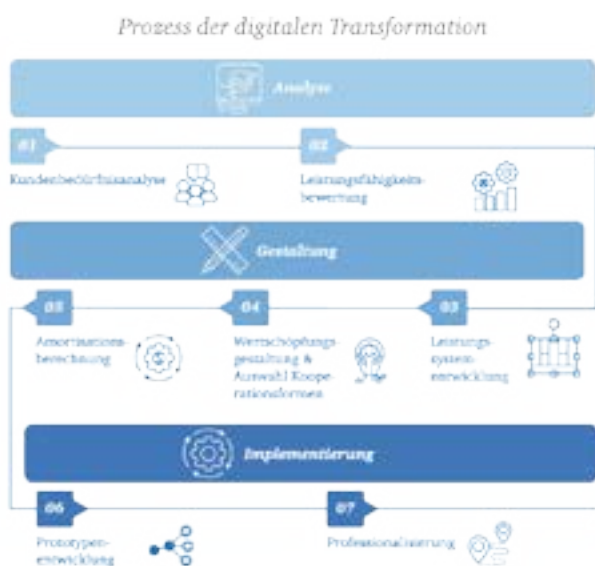 Prozess der digitalen Transformation
Analyse
01
02
Kundenbedürfnisanalyse
Leistungsfähigkeits-
bewertung
Gestaltung
05
04
03
Amortisations-
berechnung
Wertschöpfungs-
gestaltung &
Auswahl Koope-
rationsformen
Leistungs-
system-
entwicklung
Implementierung
06
07
Prototypen-
entwicklung
Professionalisierung